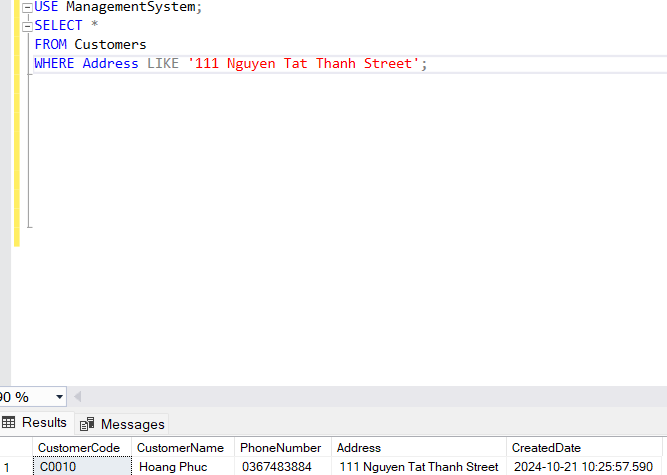 USE ManagementSystem;
SELECT *
FROM Customers
WHERE Address LIKE '111 Nguyen Tat Thanh Street';
90 %
Results Messages
CustomerCode CustomerName PhoneNumber Address CreatedDate
1 C0010 Hoang Phuc 0367483884 111 Nguyen Tat Thanh Street 2024-10-21 10:25:57.590